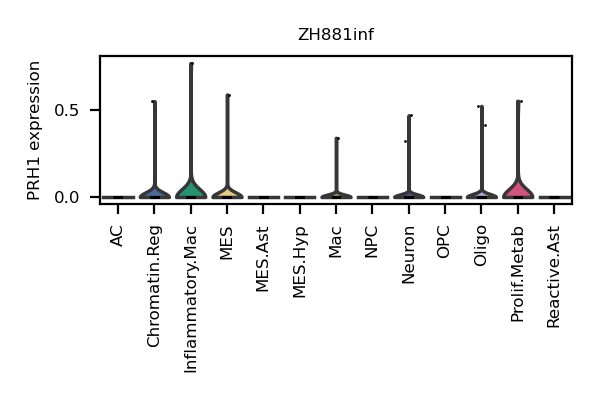 ZH881inf
PRH1 expression
0.5
0.0
AC
Chromatin.Reg
Inflammatory.Mac
MES
MES.Ast
MES.Hyp
Mac
NPC
Neuron
OPC
Oligo
Prolif.Metab
Reactive.Ast